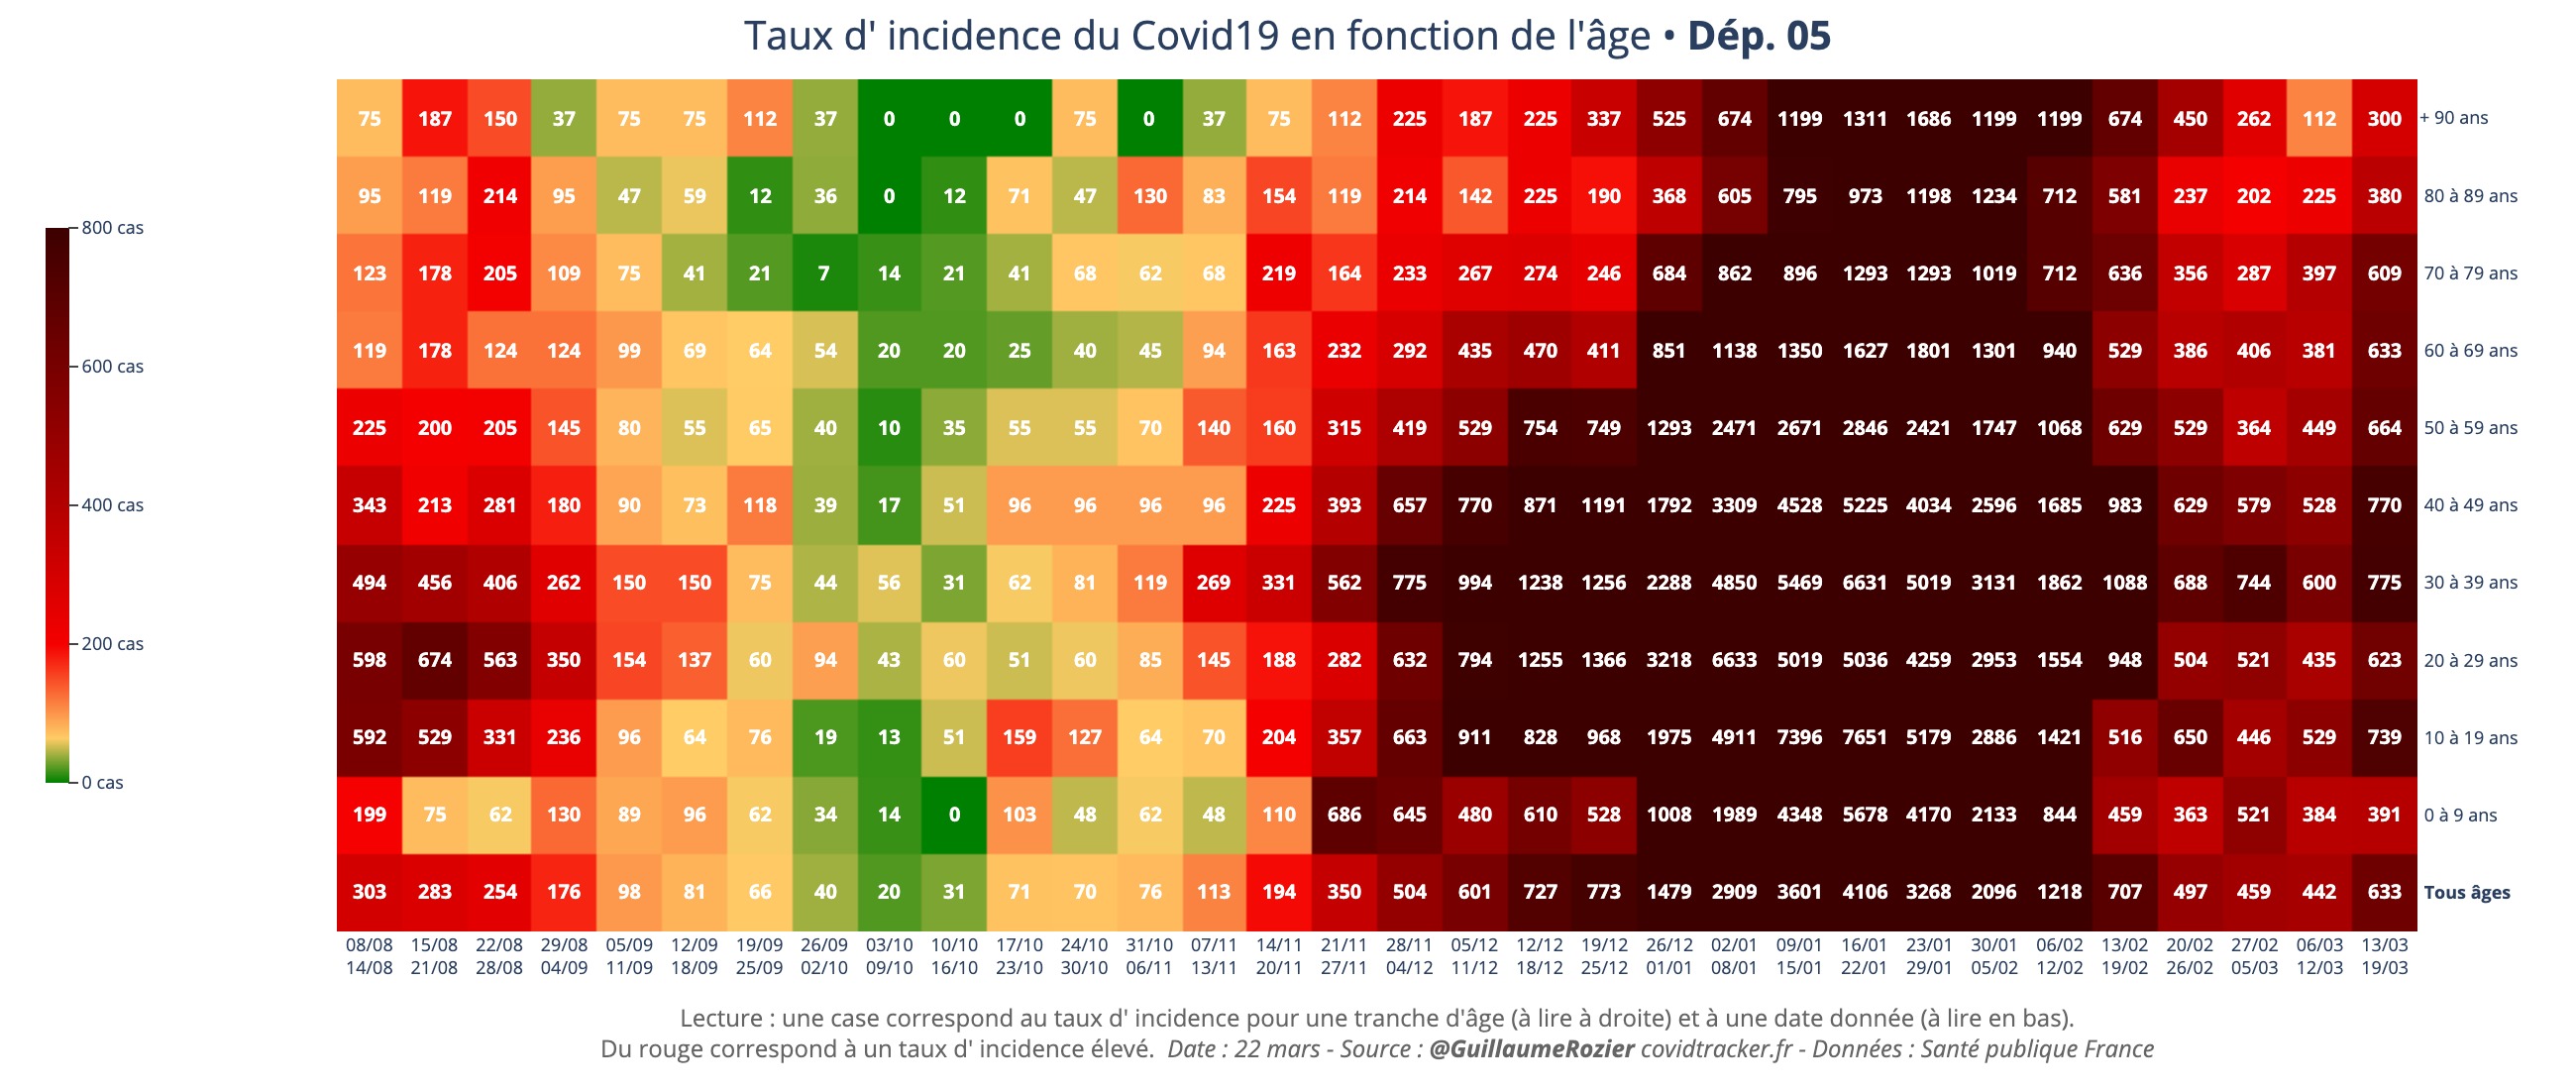 Taux d' incidence du Covid19 en fonction de l'âge • Dép. 05
75 187 150 37 75 75 112 37 0 0 0 75 0 37 75 112 225 187 225 337 525 674 1199 1311 1686 1199 1199 674 450 262 112 300 + 90 ans
95 119 214 95 47 59 12 36 0 12 71 47 130 83 154 119 214 142 225 190 368 605 795 973 1198 1234 712 581 237 202 225 380 80 à 89 ans
800 cas
123 178 205 109 75 41 21 7 14 21 41 68 62 68 219 164 233 267 274 246 684 862 896 1293 1293 1019 712 636 356 287 397 609 70 à 79 ans
119 178 124 124 99 69 64 54 20 20 25 40 45 94 163 232 292 435 470 411 851 1138 1350 1627 1801 1301 940 529 386 406 381 633 60 à 69 ans
600 cas
225 200 205 145 80 55 65 40 10 35 55 55 70 140 160 315 419 529 754 749 1293 2471 2671 2846 2421 1747 1068 629 529 364 449 664 50 à 59 ans
400 cas
343 213 281 180 90 73 118 39 17 51 96 96 96 96 225 393 657 770 871 1191 1792 3309 4528 5225 4034 2596 1685 983 629 579 528 770 40 à 49 ans
494 456 406 262 150 150 75 44 56 31 62 81 119 269 331 562 775 994 1238 1256 2288 4850 5469 6631 5019 3131 1862 1088 688 744 600 775 30 à 39 ans
200 cas
598 674 563 350 154 137 60 94 43 60 51 60 85 145 188 282 632 794 1255 1366 3218 6633 5019 5036 4259 2953 1554 948 504 521 435 623 20 à 29 ans
592 529 331 236 96 64 76 19 13 51 159 127 64 70 204 357 663 911 828 968 1975 4911 7396 7651 5179 2886 1421 516 650 446 529 739 10 à 19 ans
0 cas
199 75 62 130 89 96 62 34 14 0 103 48 62 48 110 686 645 480 610 528 1008 1989 4348 5678 4170 2133 844 459 363 521 384 391 0 à 9 ans
303 283 254 176 98 81 66 40 20 31 71 70 76 113 194 350 504 601 727 773 1479 2909 3601 4106 3268 2096 1218 707 497 459 442 633 Tous âges
08/08 15/08 22/08 29/08 05/09 12/09 19/09 26/09 03/10 10/10 17/10 24/10 31/10 07/11 14/11 21/11 28/11 05/12 12/12 19/12 26/12 02/01 09/01 16/01 23/01 30/01 06/02 13/02 20/02 27/02 06/03 13/03
14/08 21/08 28/08 04/09 11/09 18/09 25/09 02/10 09/10 16/10 23/10 30/10 06/11 13/11 20/11 27/11 04/12 11/12 18/12 25/12 01/01 08/01 15/01 22/01 29/01 05/02 12/02 19/02 26/02 05/03 12/03 19/03
Lecture : une case correspond au taux d' incidence pour une tranche d'âge (à lire à droite) et à une date donnée (à lire en bas).
Du rouge correspond à un taux d' incidence élevé. Date : 22 mars - Source : @GuillaumeRozier covidtracker.fr - Données : Santé publique France